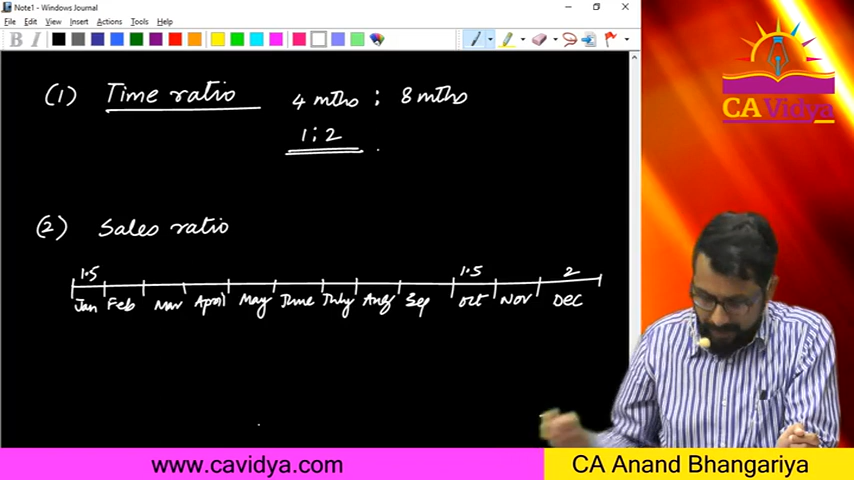 Note1 - Windows Journal
File Edit View Insert Actions Tools Help
B I
CA Vidya
(1) Time ratio 4 mths : 8 mths
1 : 2
(2) Sales ratio
1.5 1.5 2
Jan Feb Mar April May June July Aug Sep Oct Nov DEC
www.cavidya.com CA Anand Bhangariya